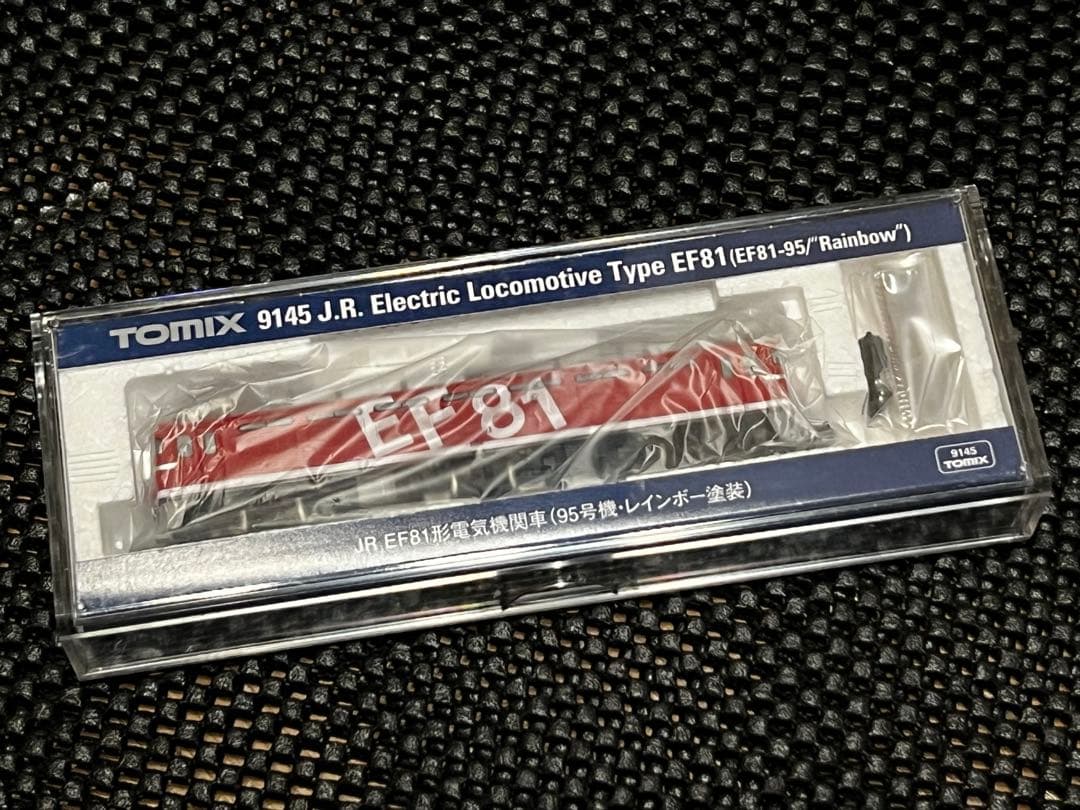 TOMIX 9145 J.R. Electric Locomotive Type EF81(EF81-95/"Rainbow")
EF81
9145
TOMIX
JR EF81形電気機関車(95号機・レインボー塗装)